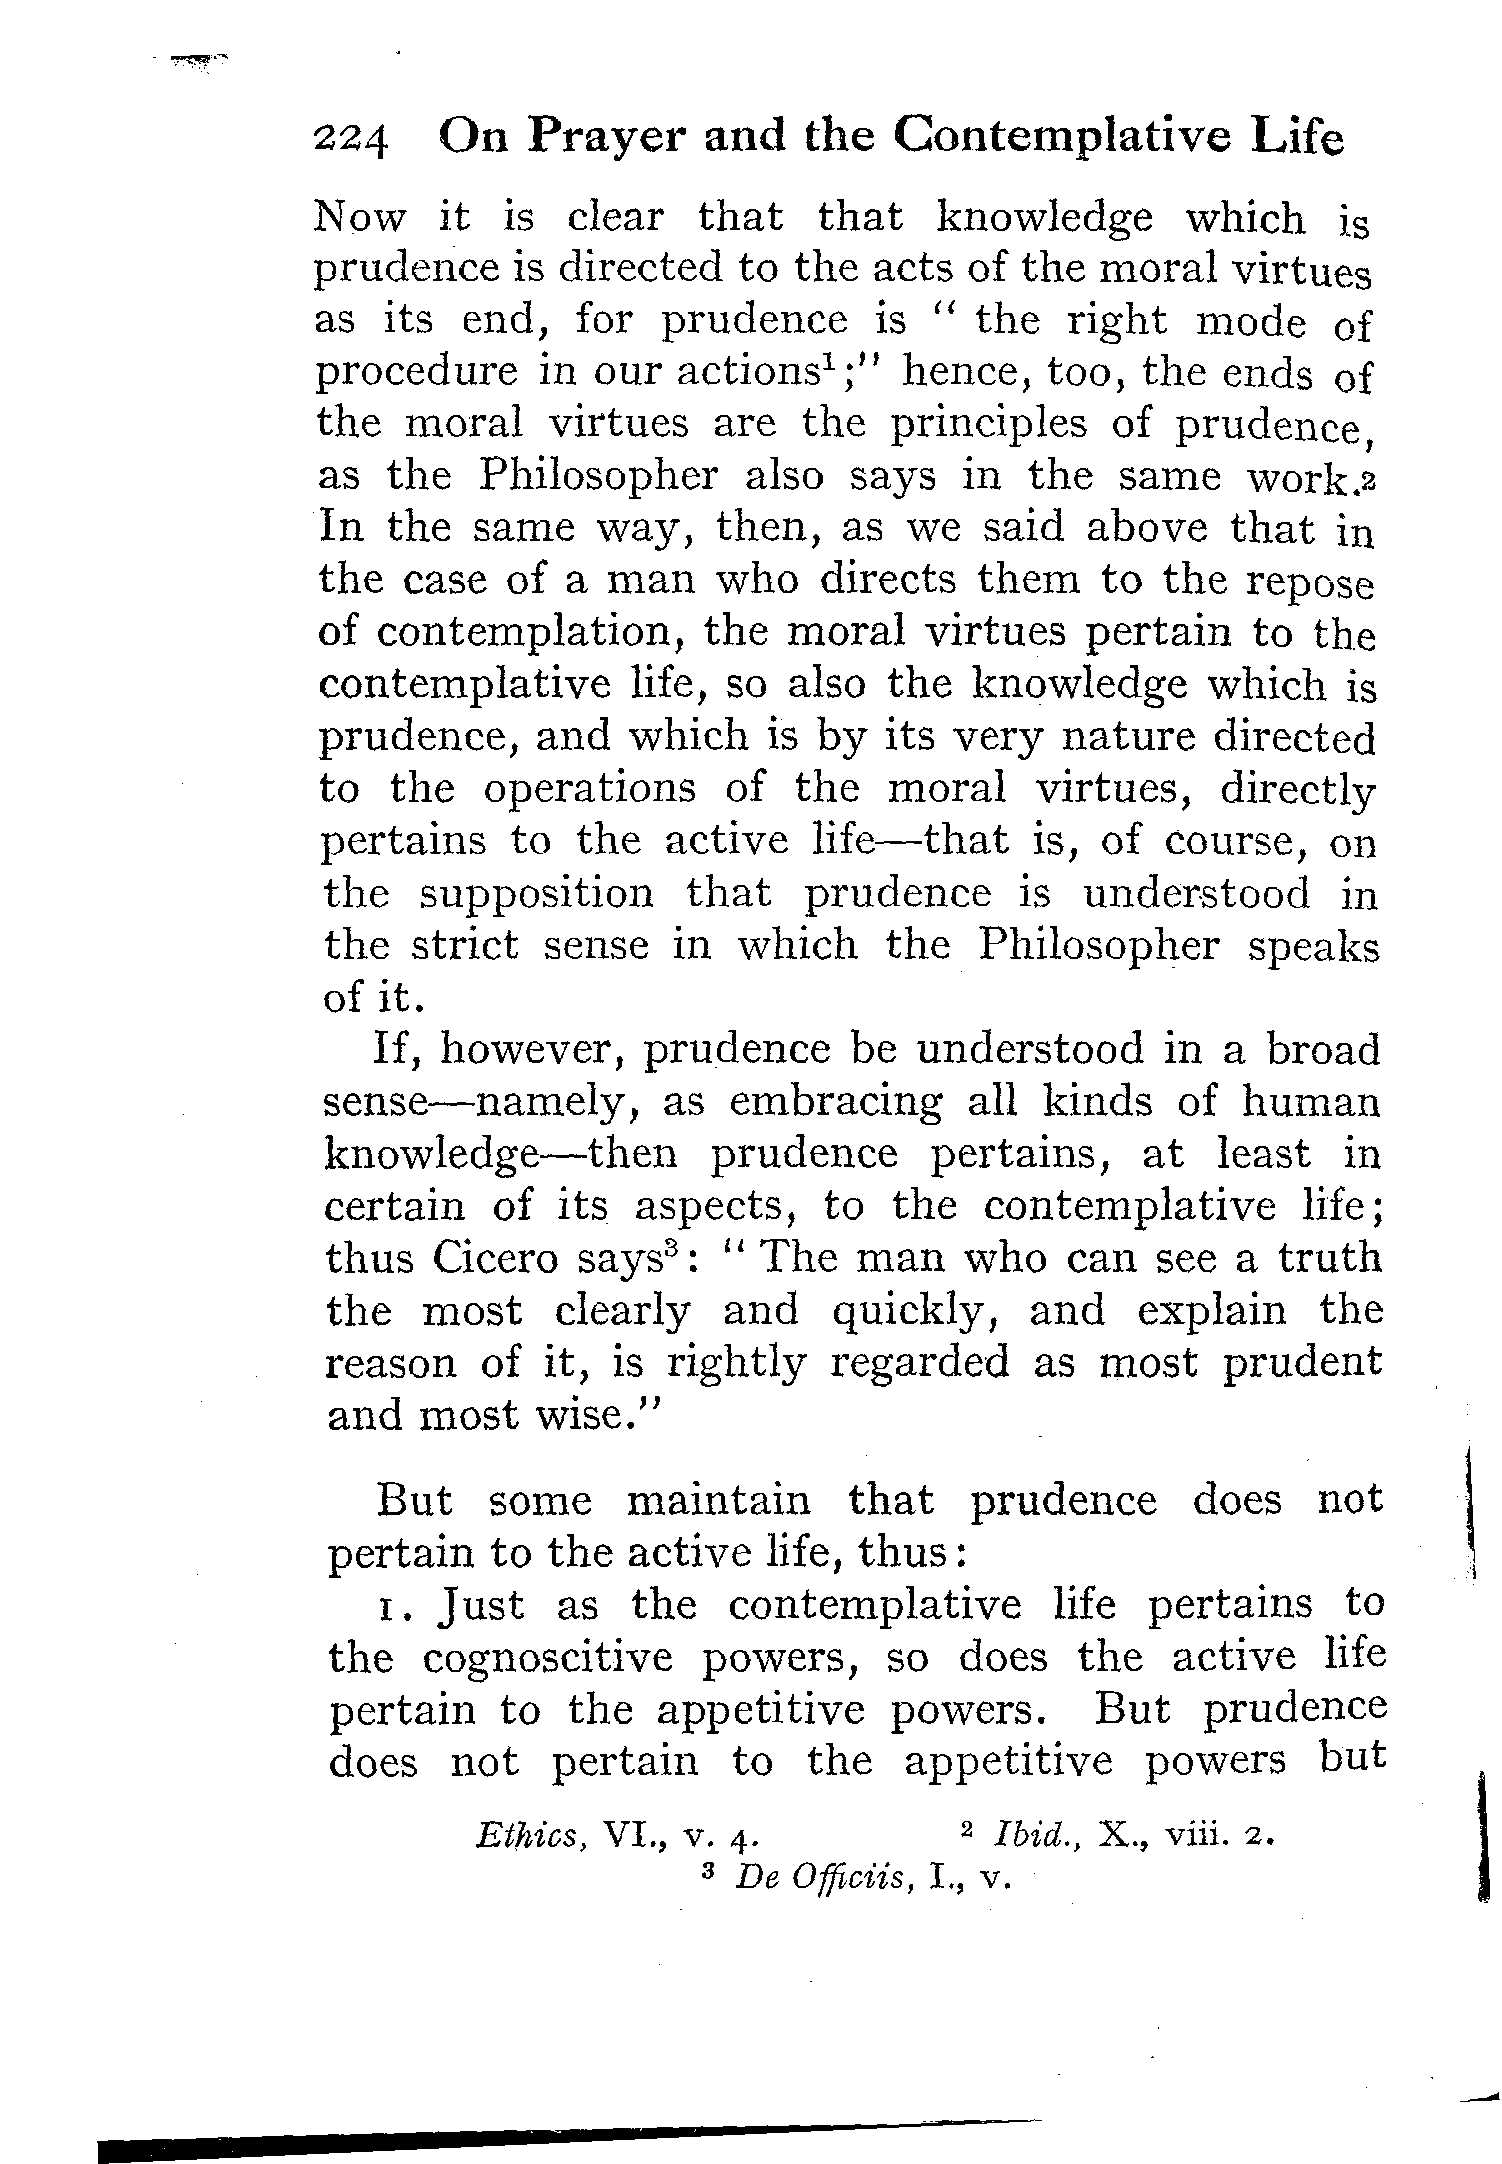 224 On Prayer and the Contemplative Life
Now it is clear that that knowledge which is
prudence is directed to the acts of the moral virtues
as its end, for prudence is " the right mode of
procedure in our actions¹;" hence, too, the ends of
the moral virtues are the principles of prudence,
as the Philosopher also says in the same work.²
In the same way, then, as we said above that in
the case of a man who directs them to the repose
of contemplation, the moral virtues pertain to the
contemplative life, so also the knowledge which is
prudence, and which is by its very nature directed
to the operations of the moral virtues, directly
pertains to the active life—that is, of course, on
the supposition that prudence is understood in
the strict sense in which the Philosopher speaks
of it.
If, however, prudence be understood in a broad
sense—namely, as embracing all kinds of human
knowledge—then prudence pertains, at least in
certain of its aspects, to the contemplative life;
thus Cicero says³: " The man who can see a truth
the most clearly and quickly, and explain the
reason of it, is rightly regarded as most prudent
and most wise."
But some maintain that prudence does not
pertain to the active life, thus:
1. Just as the contemplative life pertains to
the cognoscitive powers, so does the active life
pertain to the appetitive powers. But prudence
does not pertain to the appetitive powers but
Ethics, VI., v. 4. ² Ibid., X., viii. 2.
³ De Officiis, I., v.